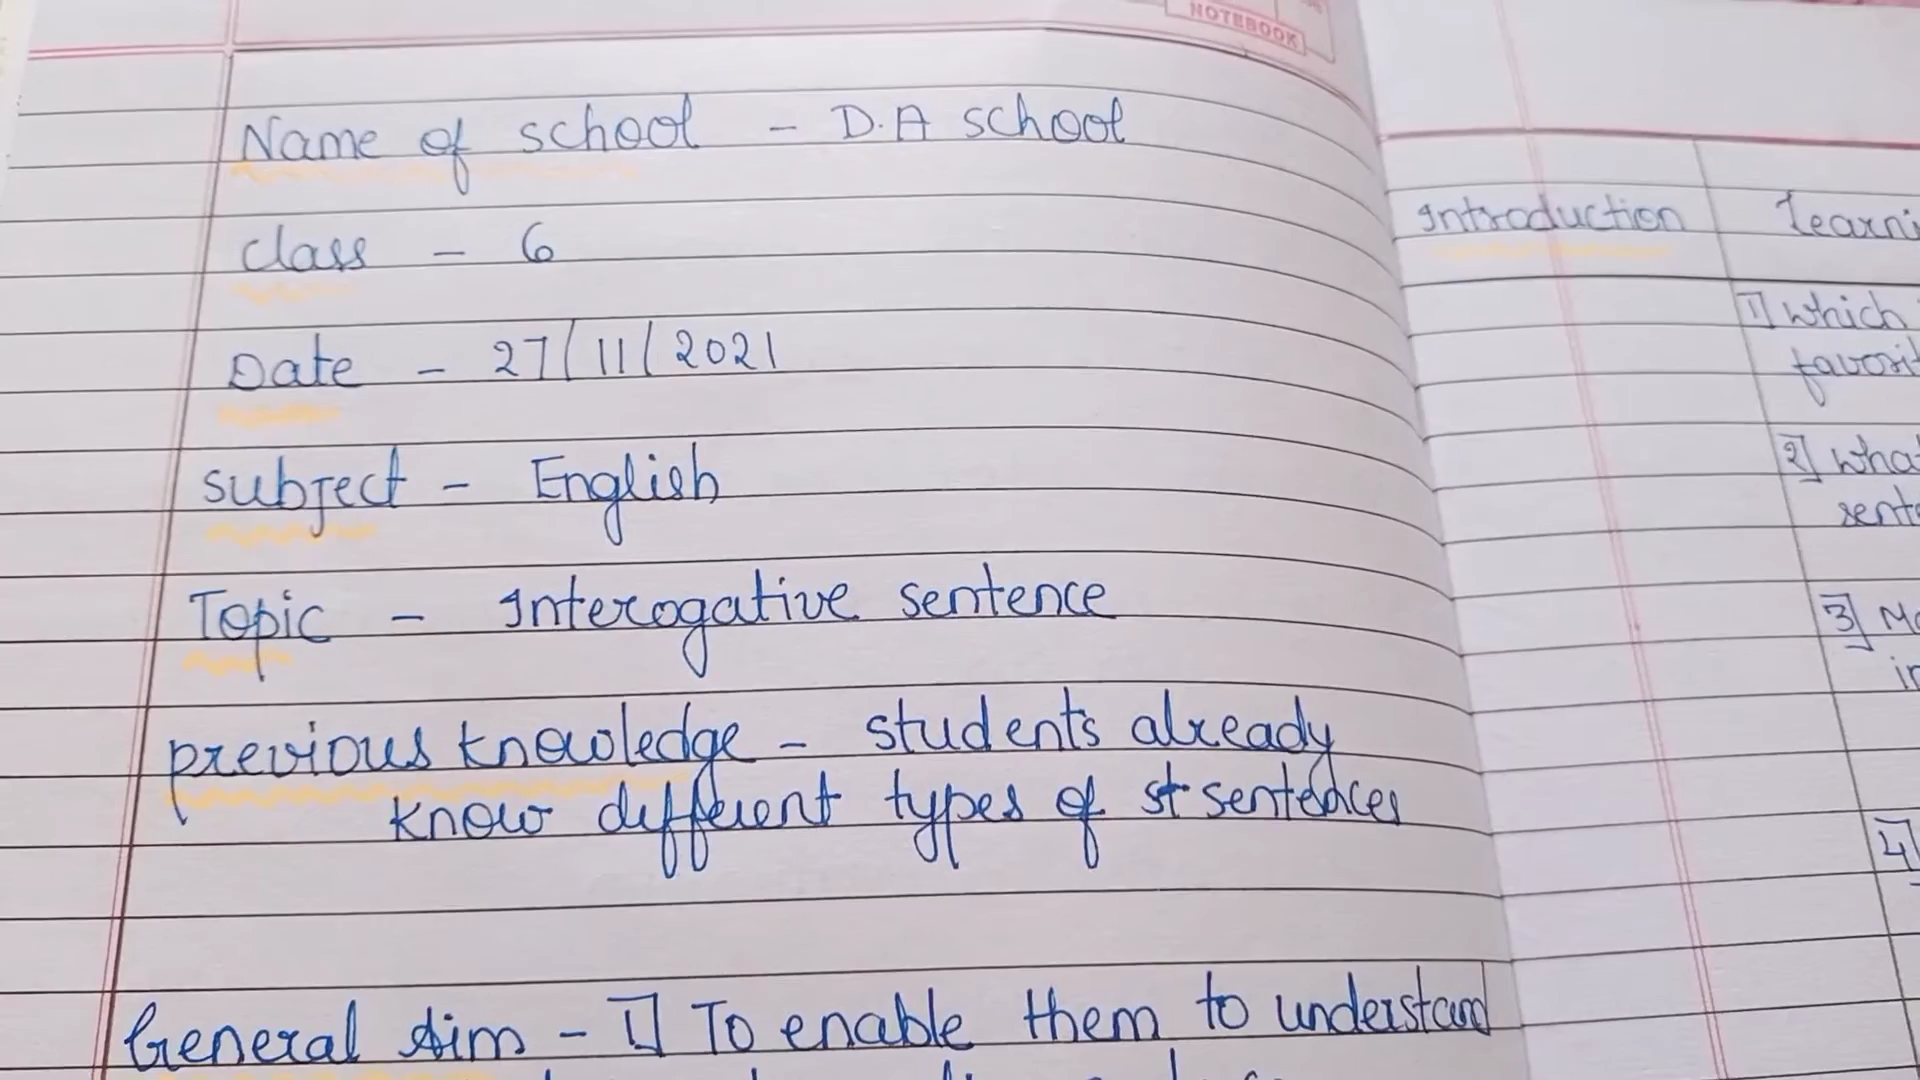 NOTEBOOK
Name of school - D.A school
class - 6
Date - 27/11/2021
subject - English
Topic - Interogative sentence
previous knowledge - students already
know different types of st sentences
General Aim - 1] To enable them to understand
Introduction
1] which
2] what
3]
4]